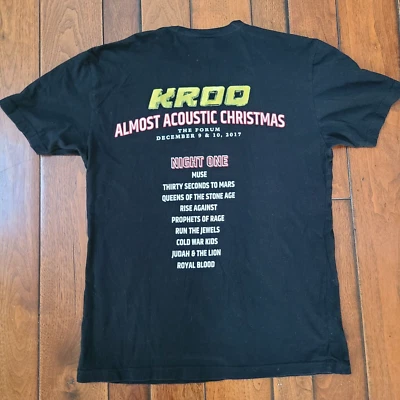 KROQ
ALMOST ACOUSTIC CHRISTMAS
THE FORUM
DECEMBER 9 & 10, 2017
NIGHT ONE
MUSE
THIRTY SECONDS TO MARS
QUEENS OF THE STONE AGE
RISE AGAINST
PROPHETS OF RAGE
RUN THE JEWELS
COLD WAR KIDS
JUDAH & THE LION
ROYAL BLOOD